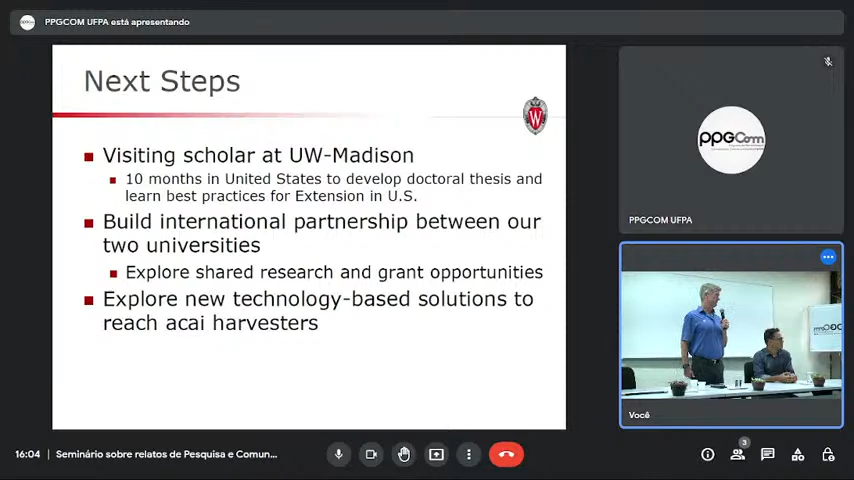 PPGCOM UFPA está apresentando
Next Steps
W
Visiting scholar at UW-Madison
10 months in United States to develop doctoral thesis and
learn best practices for Extension in U.S.
Build international partnership between our
two universities
Explore shared research and grant opportunities
Explore new technology-based solutions to
reach acai harvesters
PPGCom
PPGCOM UFPA
Você
16:04 | Seminário sobre relatos de Pesquisa e Comun...
3